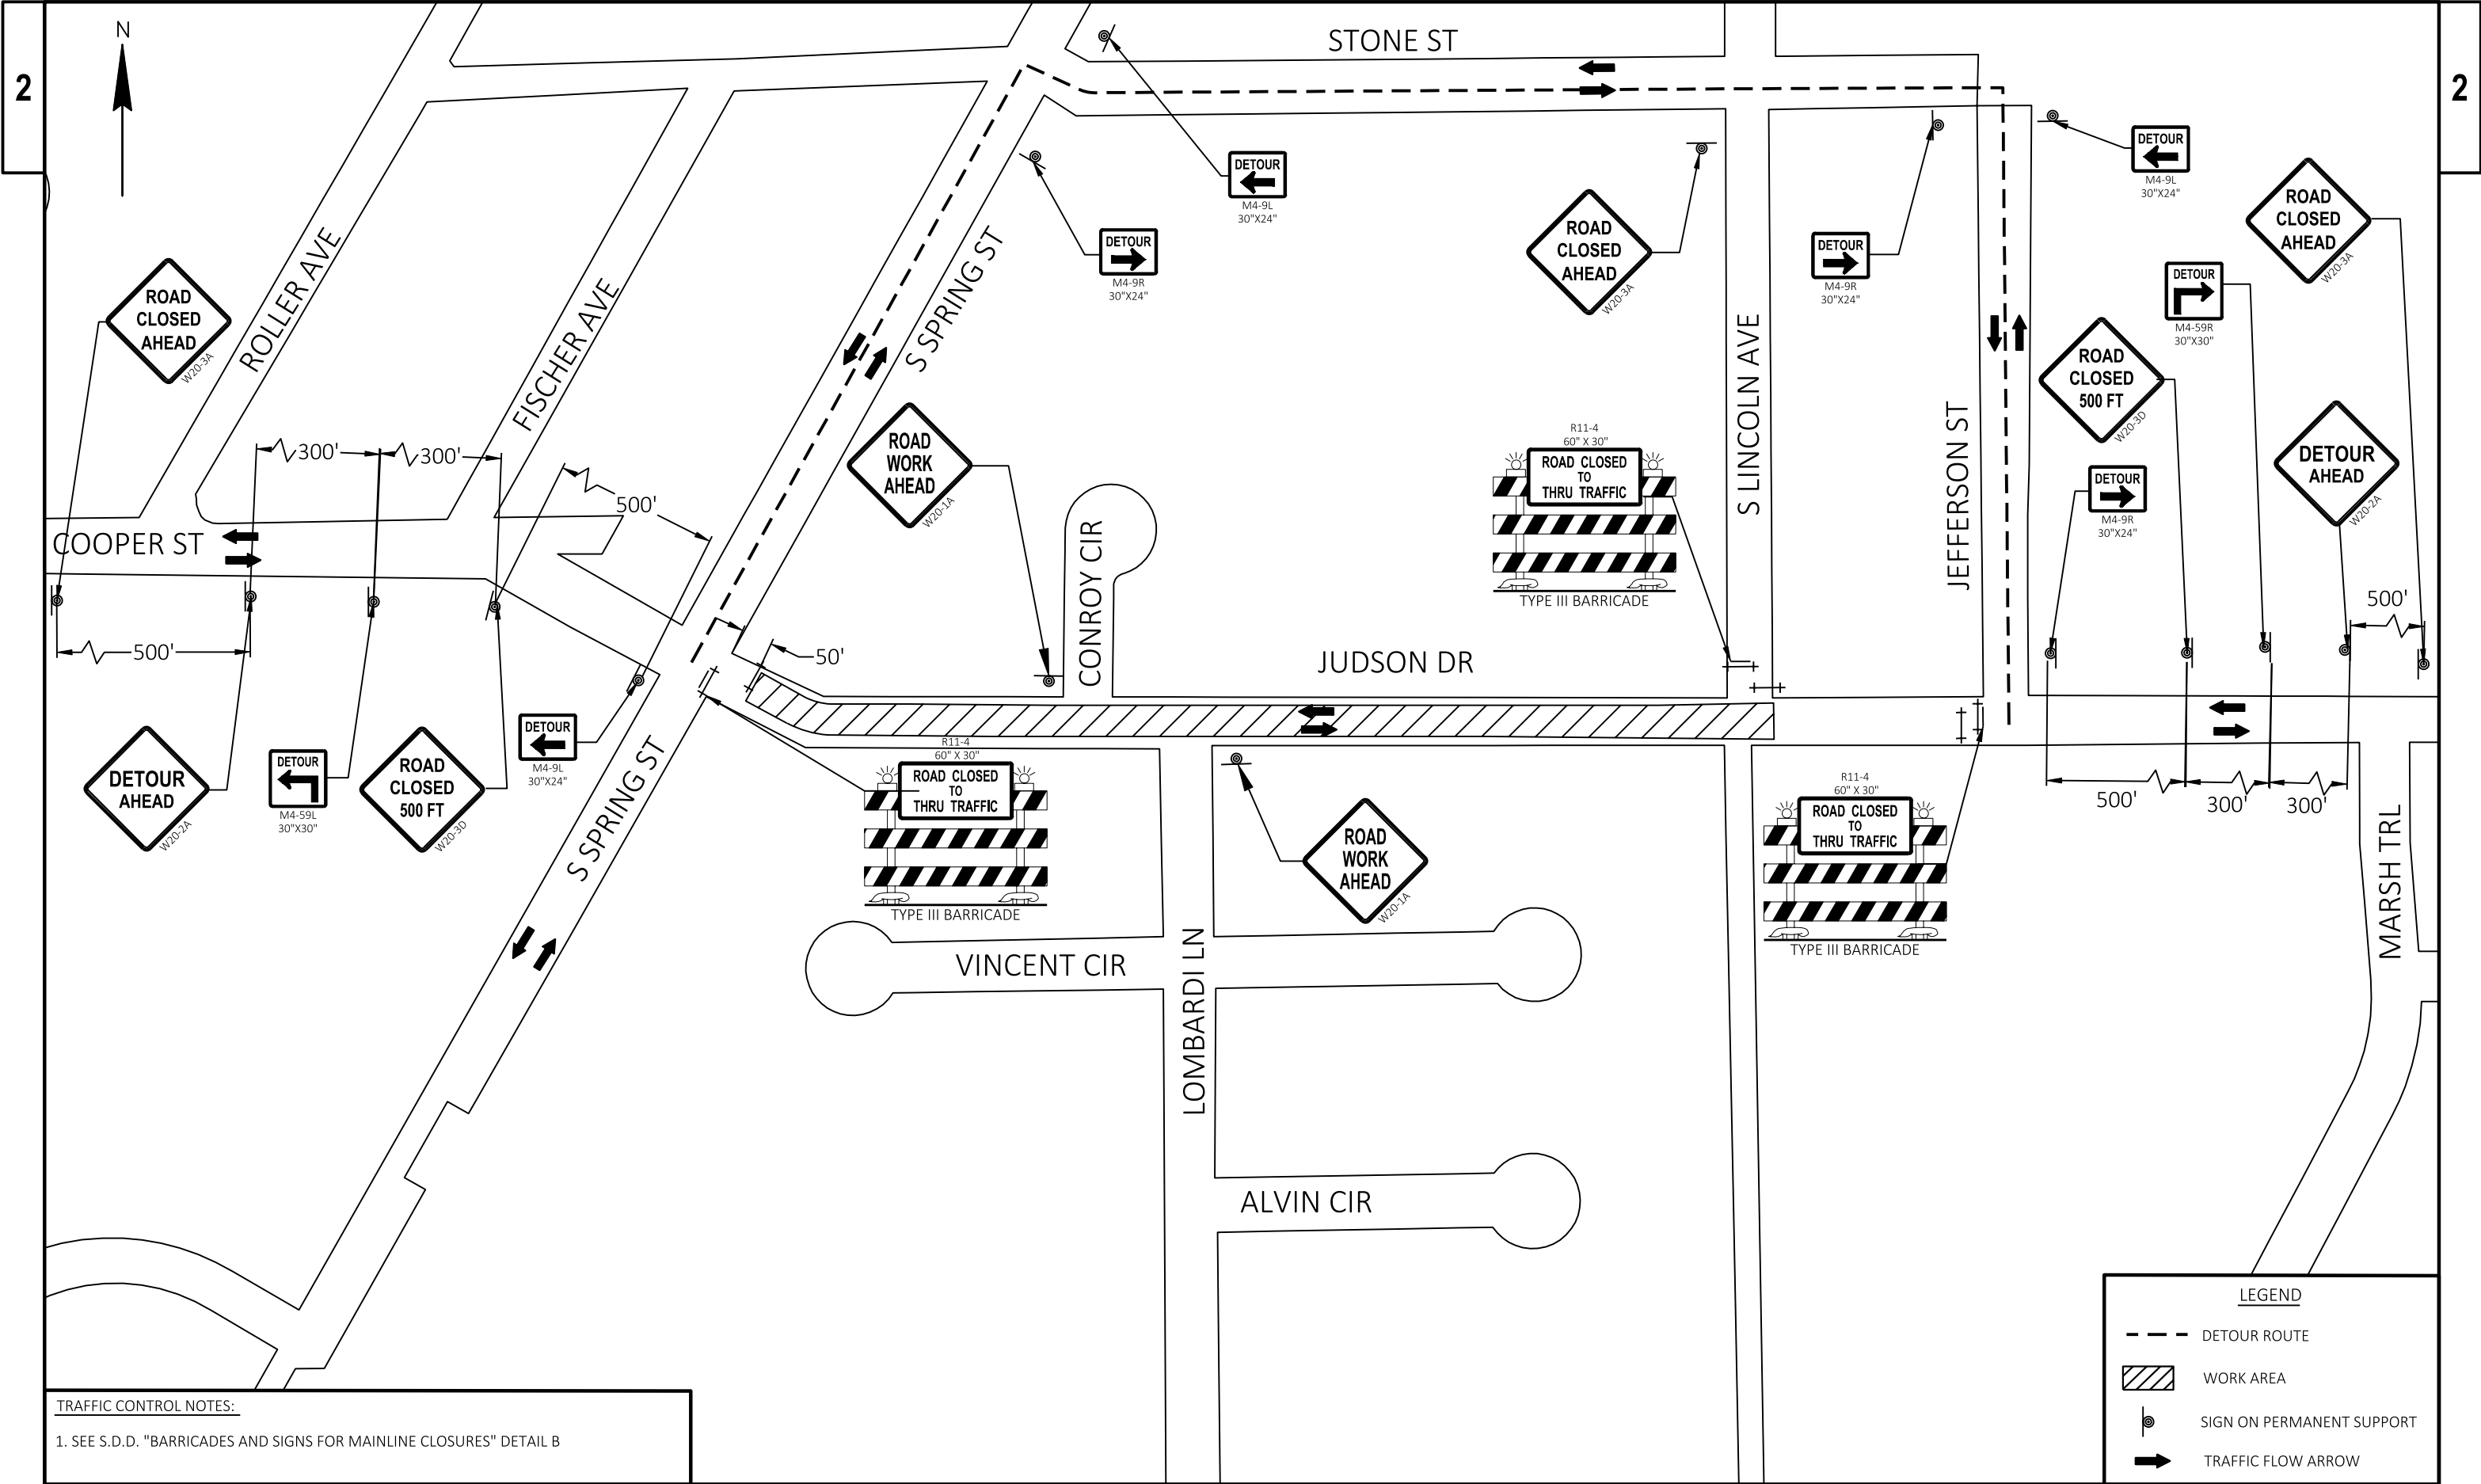 2
2
N
STONE ST
DETOUR
M4-9L
30"X24"
DETOUR
M4-9R
30"X24"
ROAD
CLOSED
AHEAD
W20-3A
DETOUR
M4-9R
30"X24"
DETOUR
M4-9L
30"X24"
ROAD
CLOSED
AHEAD
W20-3A
DETOUR
M4-59R
30"X30"
ROAD
CLOSED
500 FT
W20-3D
DETOUR
M4-9R
30"X24"
DETOUR
AHEAD
W20-2A
500'
ROAD
CLOSED
AHEAD
W20-3A
ROLLER AVE
FISCHER AVE
S SPRING ST
300'
300'
500'
COOPER ST
500'
50'
ROAD
WORK
AHEAD
W20-1A
CONROY CIR
R11-4
60" X 30"
ROAD CLOSED
TO
THRU TRAFFIC
TYPE III BARRICADE
S LINCOLN AVE
JEFFERSON ST
JUDSON DR
DETOUR
AHEAD
W20-2A
DETOUR
M4-59L
30"X30"
ROAD
CLOSED
500 FT
W20-3D
DETOUR
M4-9L
30"X24"
S SPRING ST
R11-4
60" X 30"
ROAD CLOSED
TO
THRU TRAFFIC
TYPE III BARRICADE
ROAD
WORK
AHEAD
W20-1A
R11-4
60" X 30"
ROAD CLOSED
TO
THRU TRAFFIC
TYPE III BARRICADE
500'
300'
300'
MARSH TRL
VINCENT CIR
LOMBARDI LN
ALVIN CIR
LEGEND
DETOUR ROUTE
WORK AREA
SIGN ON PERMANENT SUPPORT
TRAFFIC FLOW ARROW
TRAFFIC CONTROL NOTES:
1. SEE S.D.D. "BARRICADES AND SIGNS FOR MAINLINE CLOSURES" DETAIL B